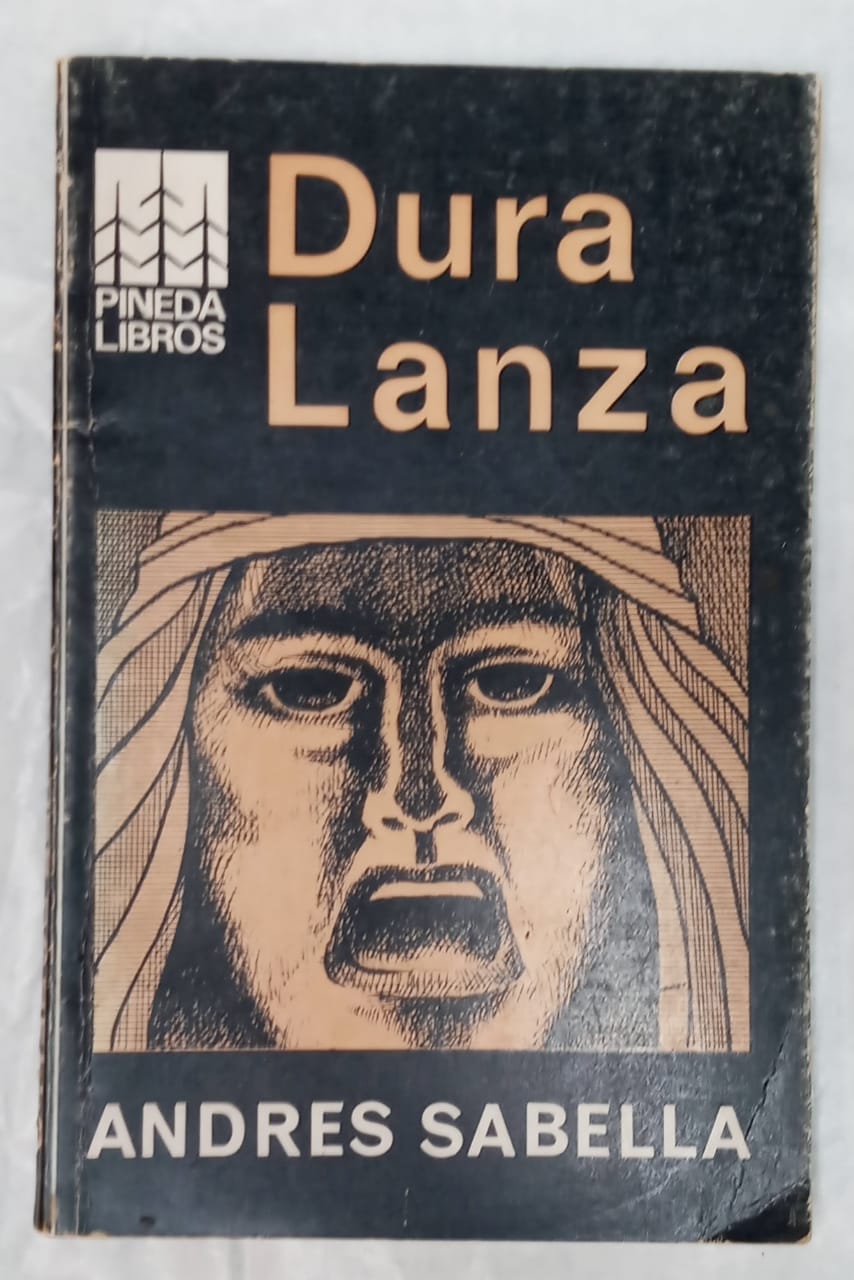 PINEDA
LIBROS
Dura
Lanza
ANDRES SABELLA